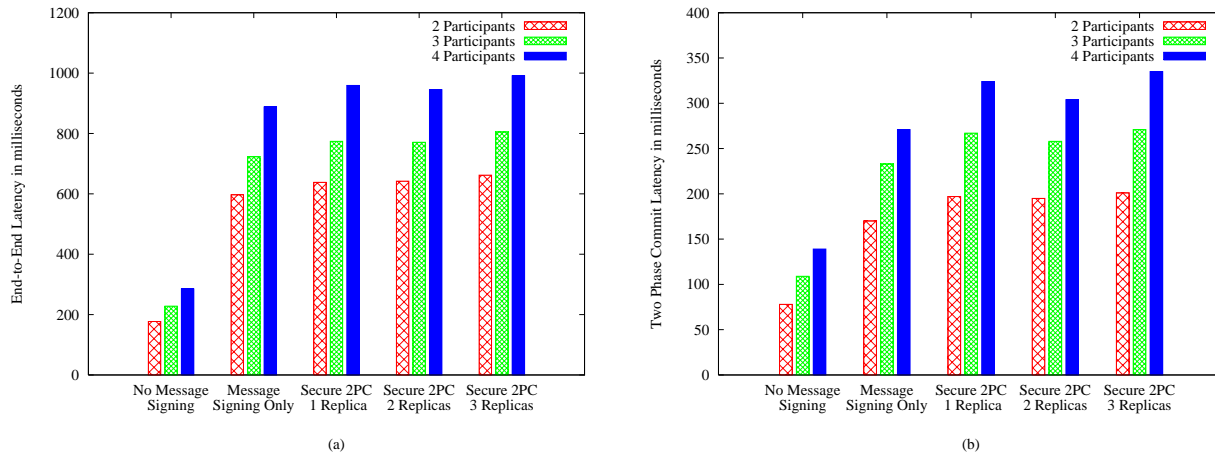 1200
1000
800
600
400
200
0
End-to-End Latency in milliseconds
2 Participants
3 Participants
4 Participants
No Message
Signing
Message
Signing Only
Secure 2PC
1 Replica
Secure 2PC
2 Replicas
Secure 2PC
3 Replicas
(a)
400
350
300
250
200
150
100
50
0
Two Phase Commit Latency in milliseconds
2 Participants
3 Participants
4 Participants
No Message
Signing
Message
Signing Only
Secure 2PC
1 Replica
Secure 2PC
2 Replicas
Secure 2PC
3 Replicas
(b)